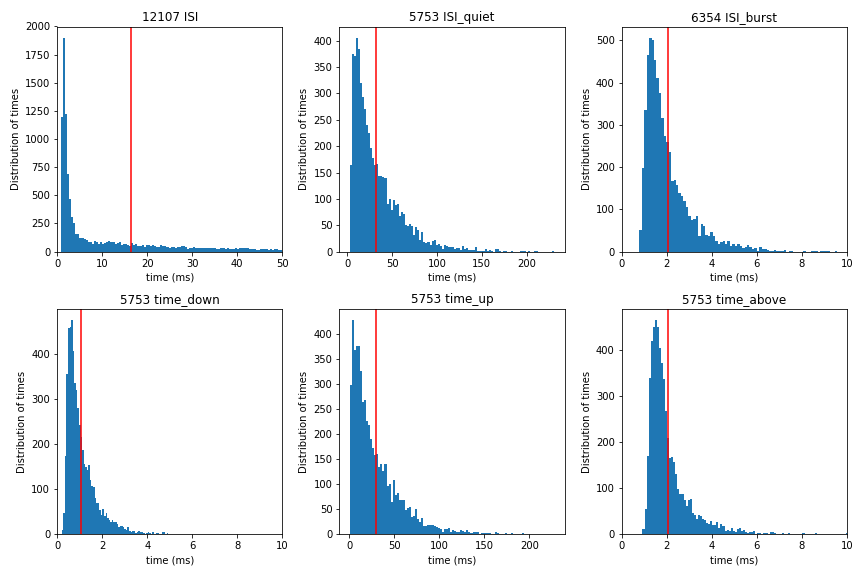 12107 ISI
2000
1750
1500
1250
1000
750
500
250
0
Distribution of times
0 10 20 30 40 50
time (ms)
5753 ISI_quiet
400
350
300
250
200
150
100
50
0
Distribution of times
0 50 100 150 200
time (ms)
6354 ISI_burst
500
400
300
200
100
0
Distribution of times
0 2 4 6 8 10
time (ms)
5753 time_down
400
300
200
100
0
Distribution of times
0 2 4 6 8 10
time (ms)
5753 time_up
400
350
300
250
200
150
100
50
0
Distribution of times
0 50 100 150 200
time (ms)
5753 time_above
400
300
200
100
0
Distribution of times
0 2 4 6 8 10
time (ms)